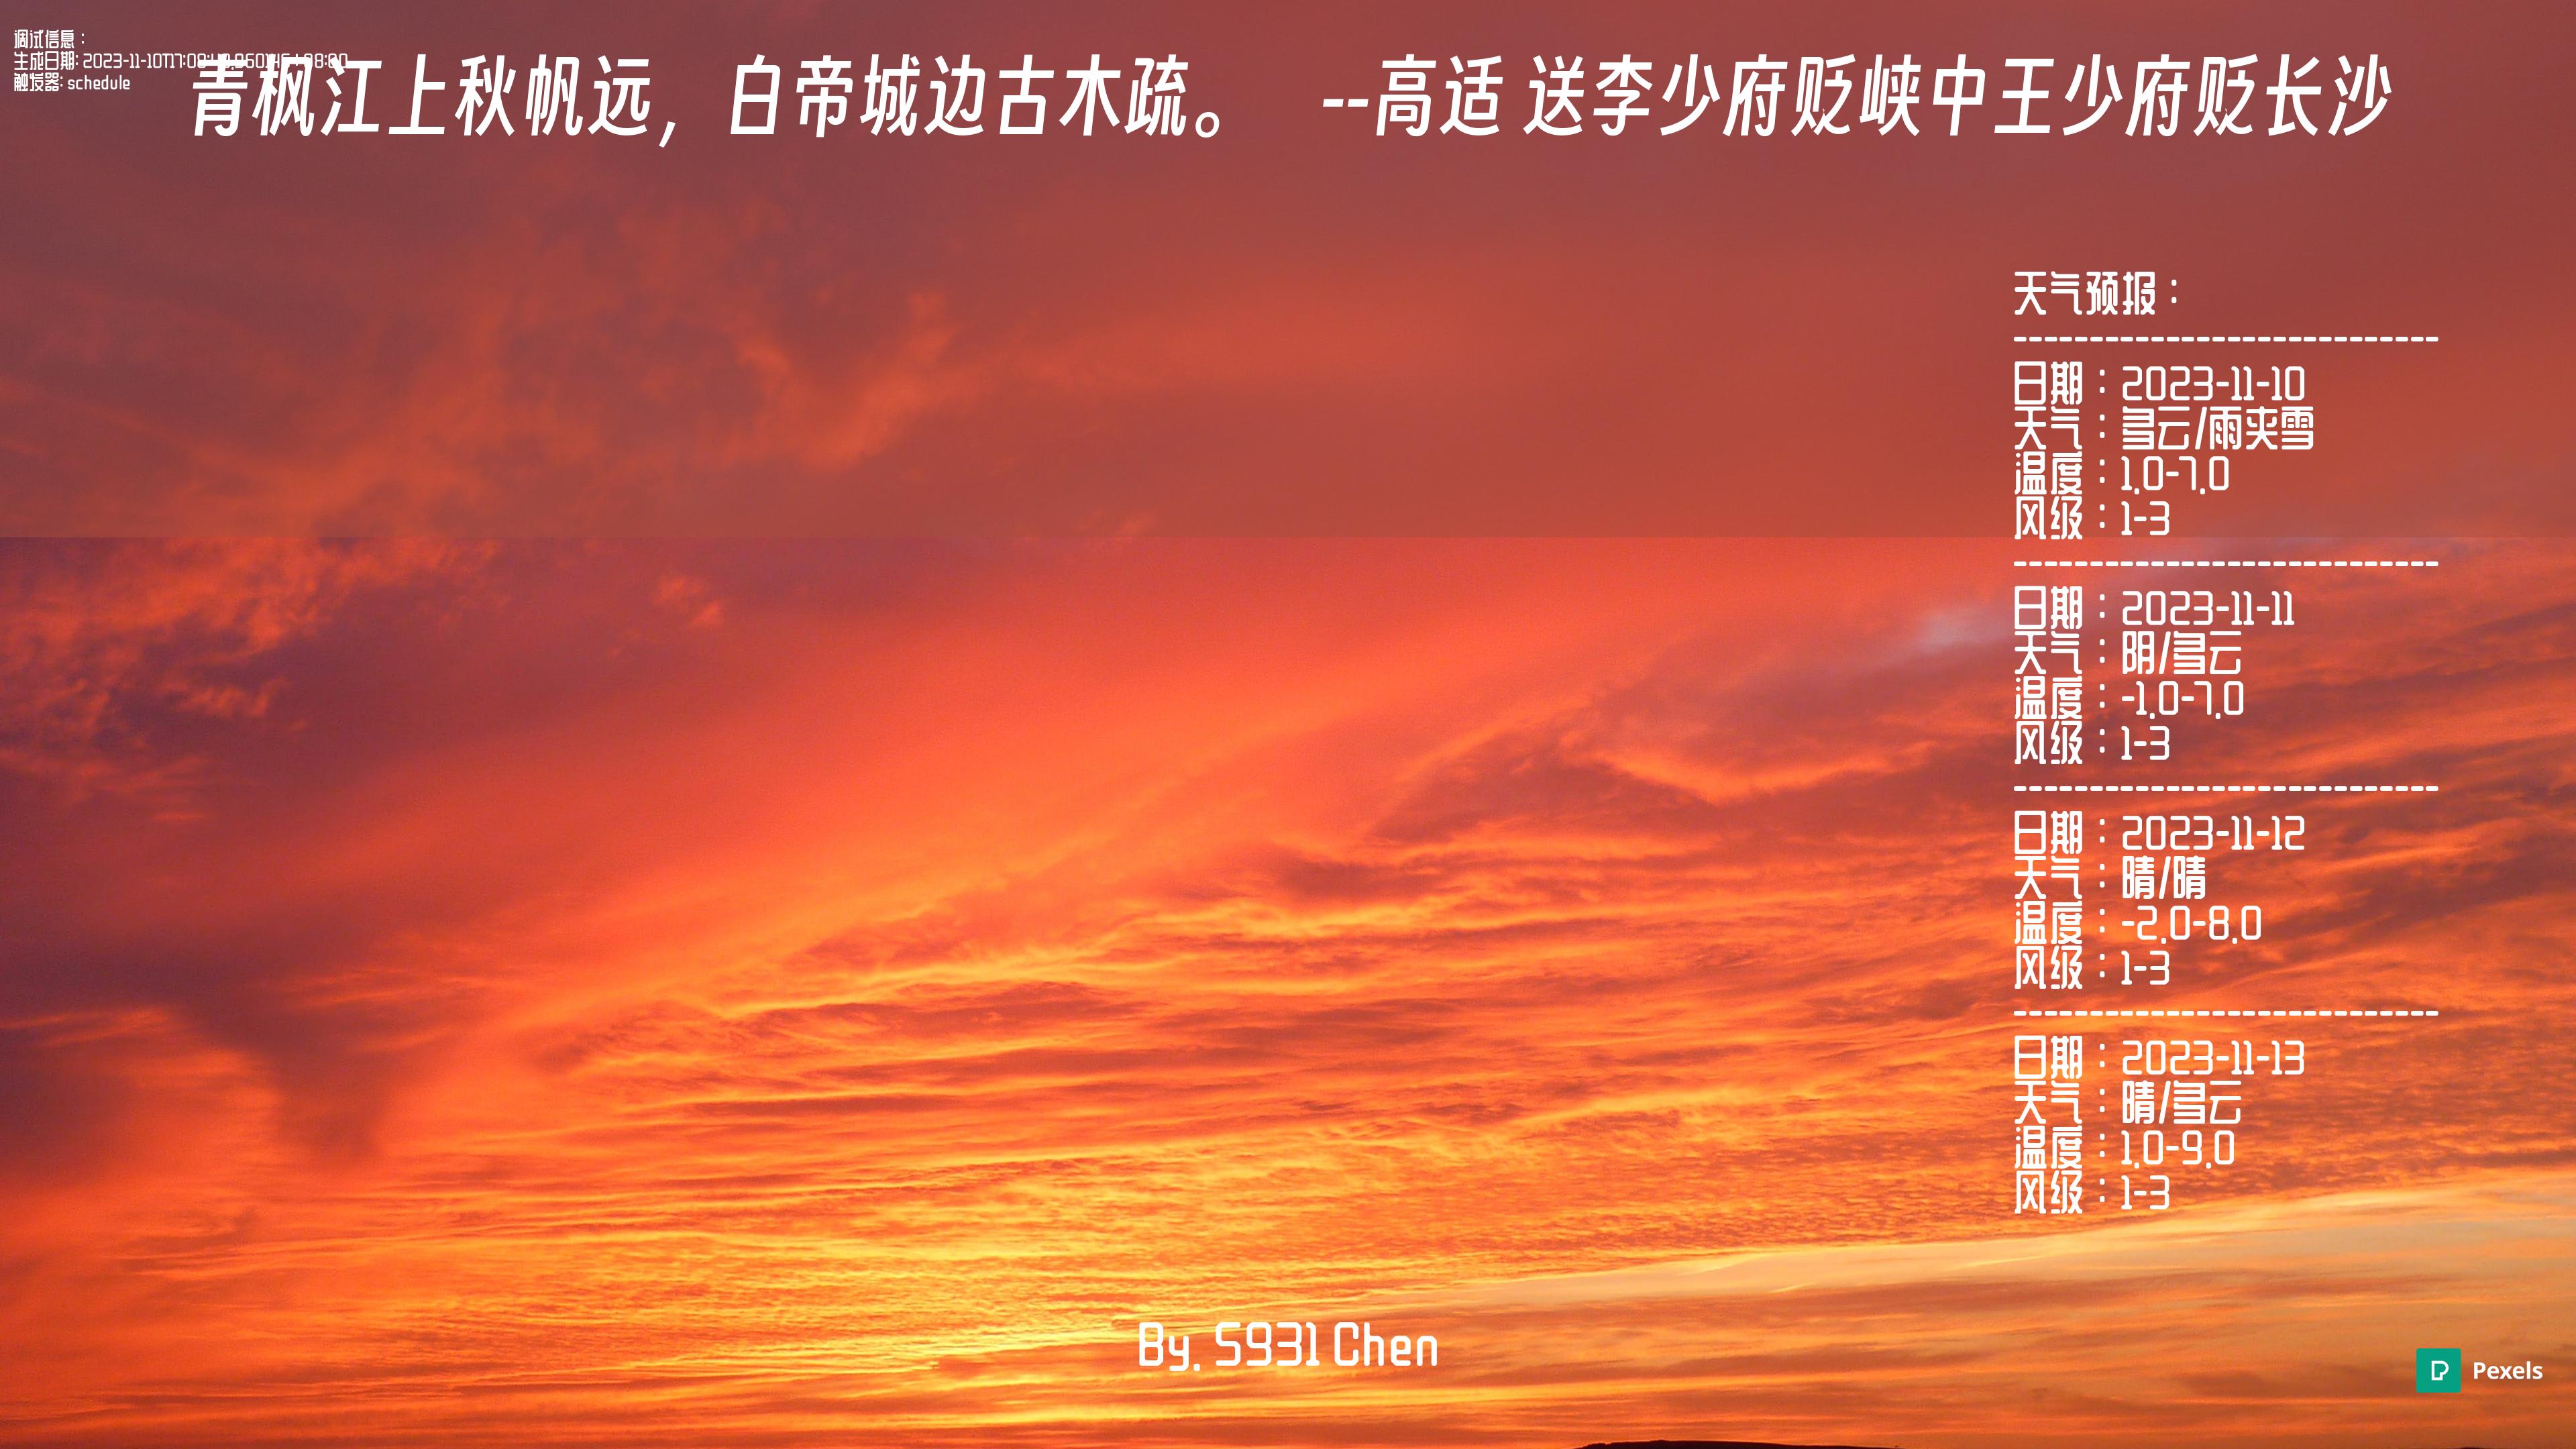 调试信息：
生成日期: 2023-11-10T17:08
触发器: schedule
青枫江上秋帆远，白帝城边古木疏。 --高适 送李少府贬峡中王少府贬长沙
天气预报：
----------------------------
日期：2023-11-10
天气：多云/雨夹雪
温度：1.0-7.0
风级：1-3
----------------------------
日期：2023-11-11
天气：阴/多云
温度：-1.0-7.0
风级：1-3
----------------------------
日期：2023-11-12
天气：晴/晴
温度：-2.0-8.0
风级：1-3
----------------------------
日期：2023-11-13
天气：晴/多云
温度：1.0-9.0
风级：1-3
By. S931 Chen
Pexels